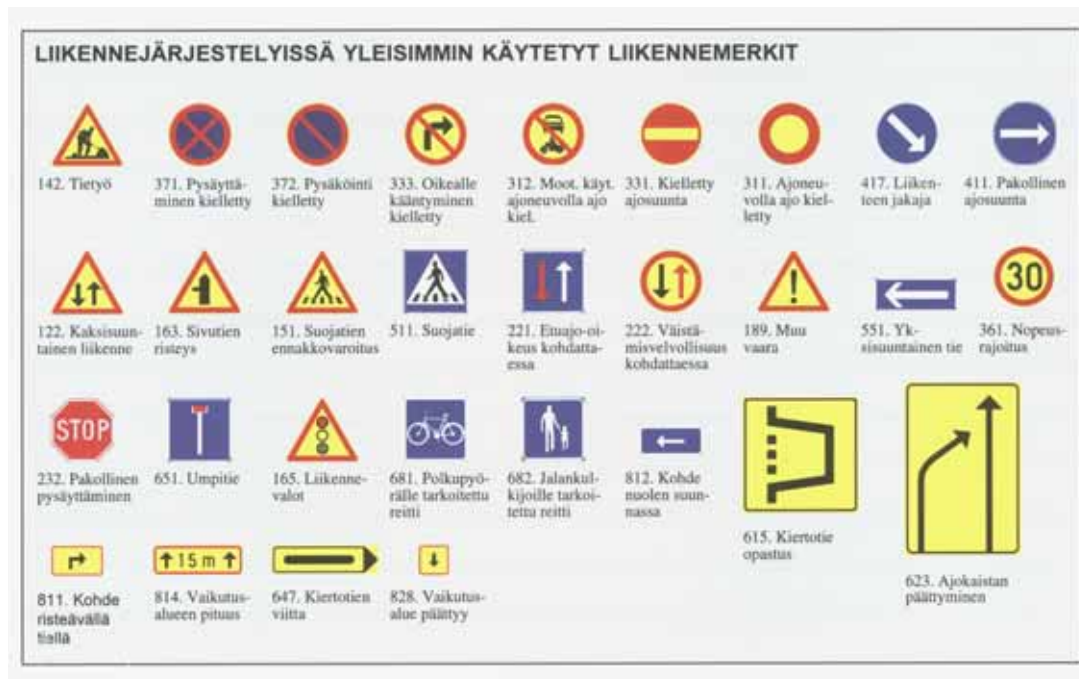 LIIKENNEJÄRJESTELYISSÄ YLEISIMMIN KÄYTETYT LIIKENNEMERKIT
142. Tietyö
371. Pysäyttä-
minen kielletty
372. Pysäköinti
kielletty
333. Oikealle
kääntyminen
kielletty
312. Moot. käyt.
ajoneuvolla ajo
kiel.
331. Kielletty
ajosuunta
311. Ajoneu-
volla ajo kiel-
letty
417. Liiken-
teen jakaja
411. Pakollinen
ajosuunta
30
122. Kaksisuun-
tainen liikenne
163. Sivutien
risteys
151. Suojatien
ennakkovaroitus
511. Suojatie
221. Etuajo-oi-
keus kohdatta-
essa
222. Väistä-
misvelvollisuus
kohdattaessa
189. Muu
vaara
551. Yk-
sisuuntainen tie
361. Nopeus-
rajoitus
STOP
232. Pakollinen
pysäyttäminen
651. Umpitie
165. Liikenne-
valot
681. Polkupyö-
rälle tarkoitettu
reitti
682. Jalankul-
kijoille tarkoi-
tettu reitti
812. Kohde
nuolen suun-
nassa
615. Kiertotie
opastus
623. Ajokaistan
päättyminen
15 m
811. Kohde
risteävällä
tiellä
814. Vaikutus-
alueen pituus
647. Kiertotien
viitta
828. Vaikutus-
alue päättyy